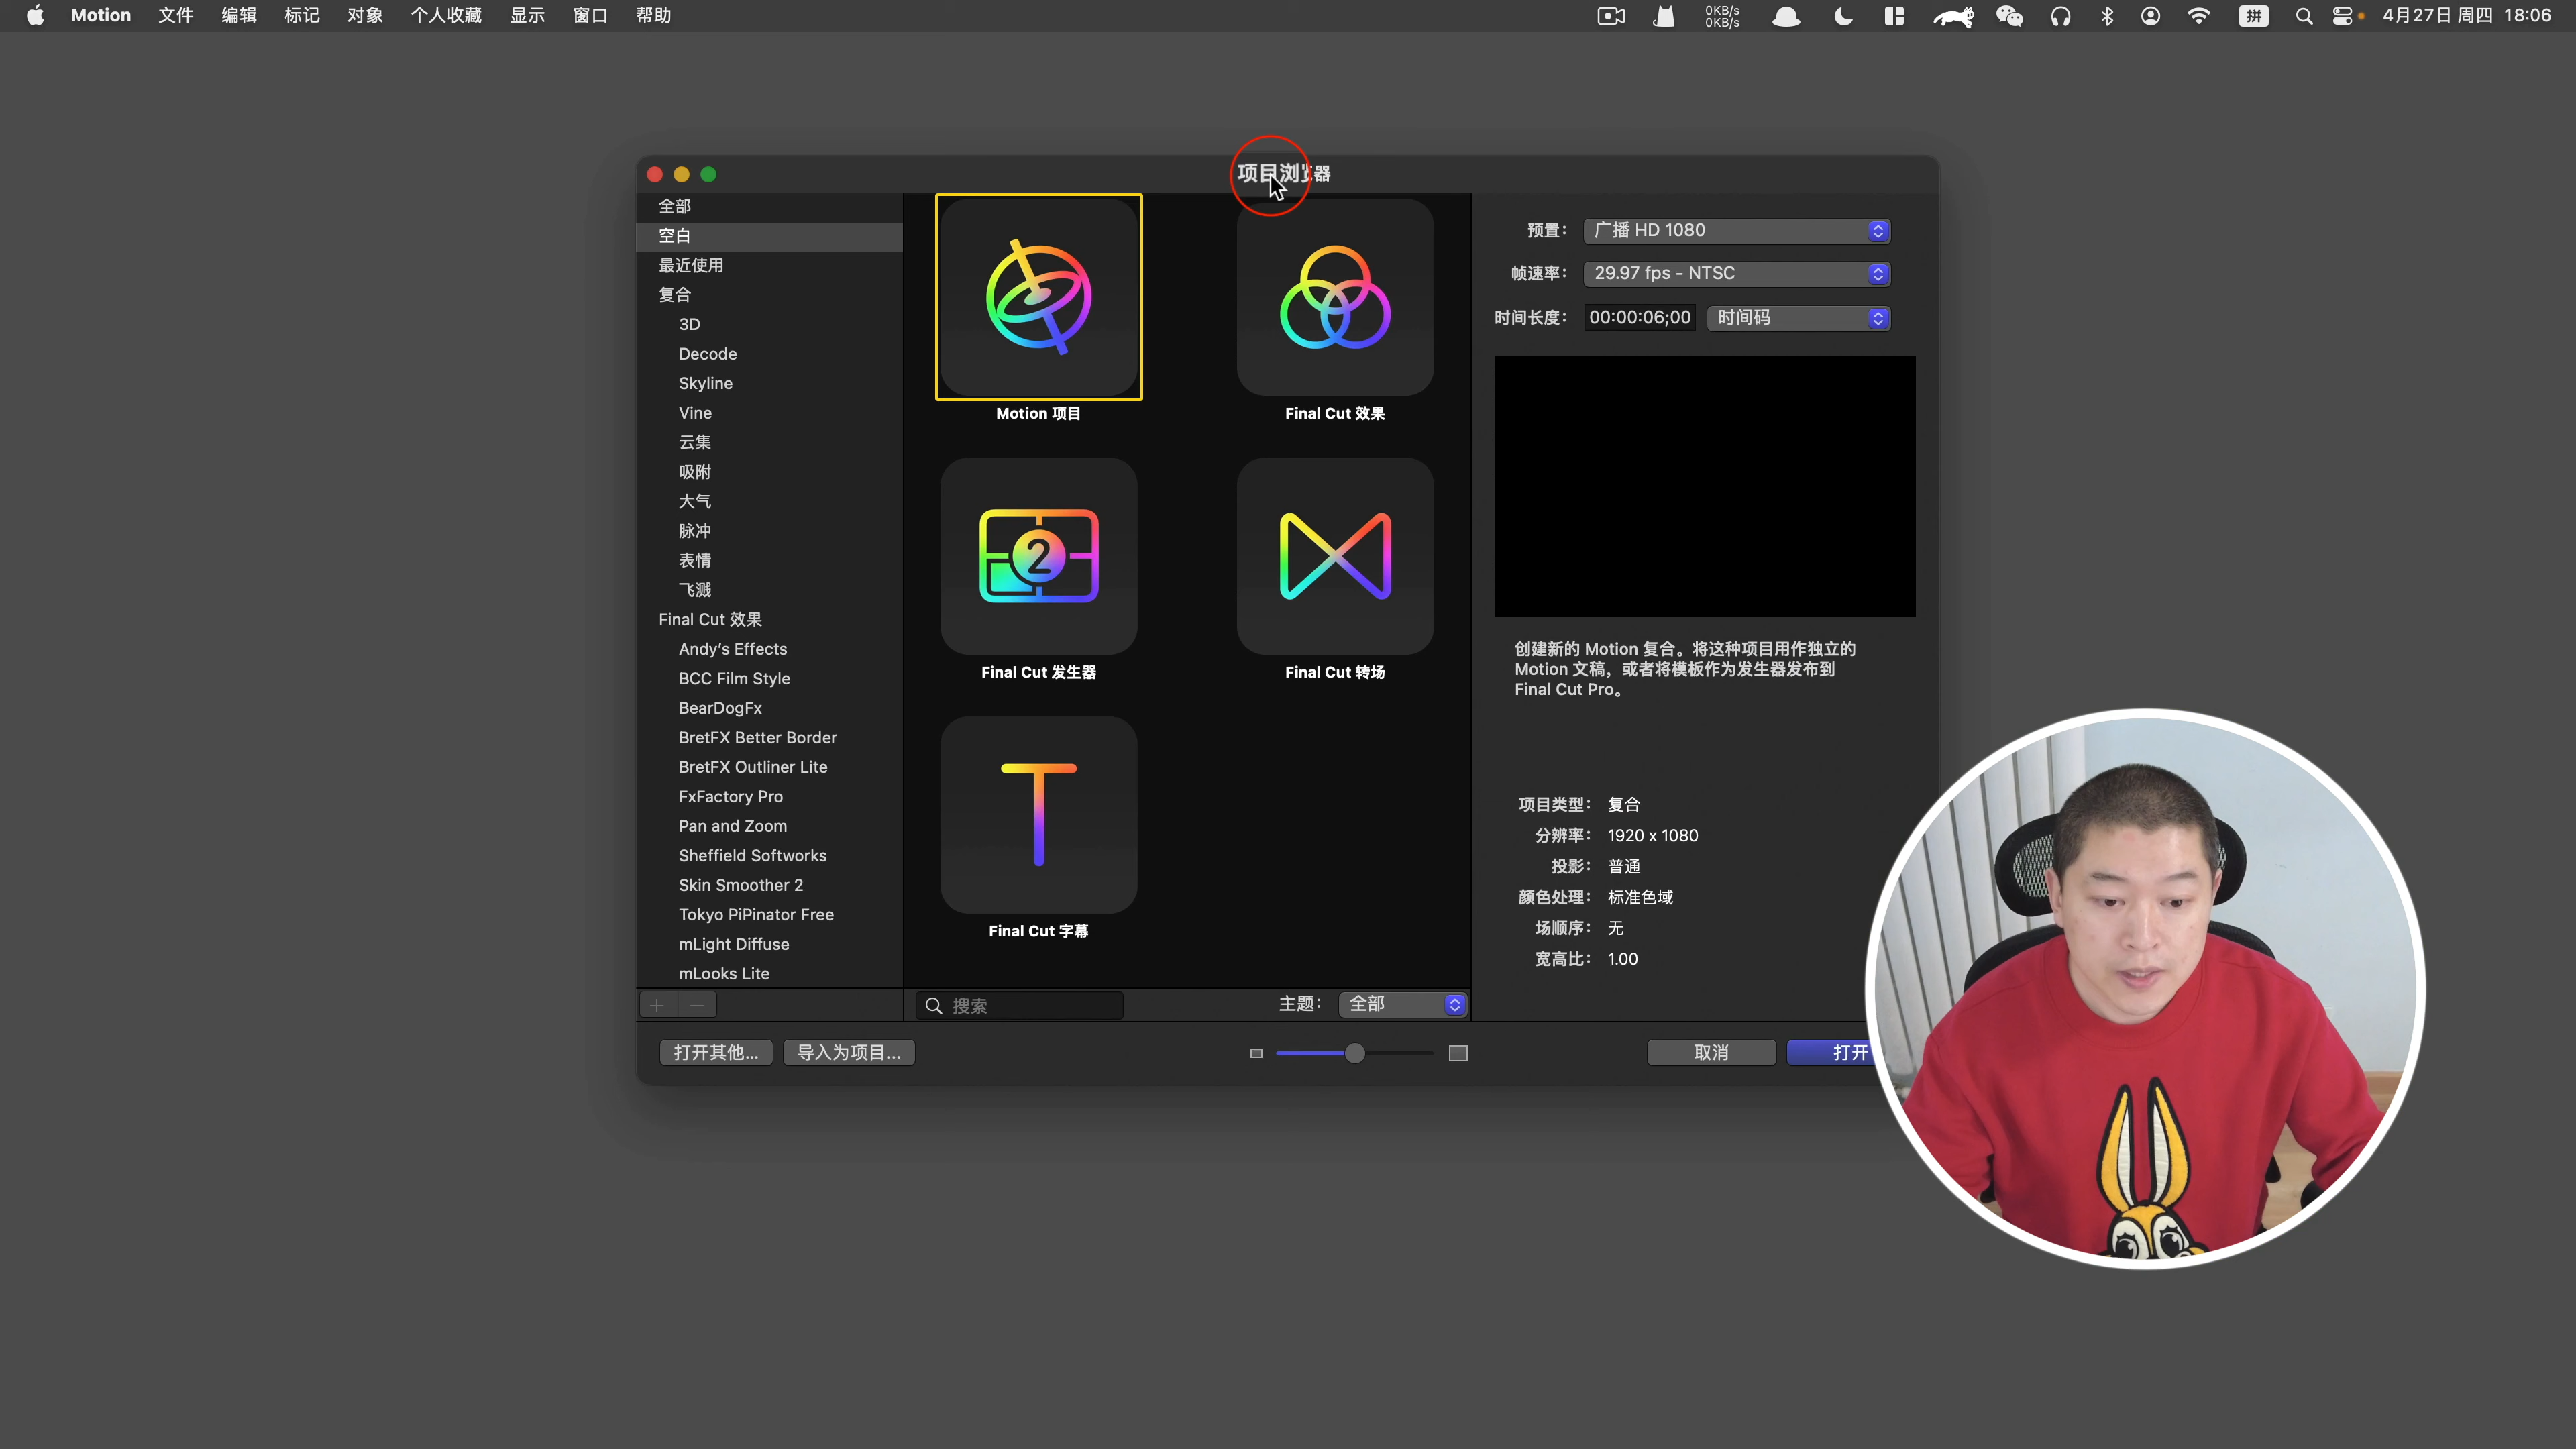 Motion 文件 编辑 标记 对象 个人收藏 显示 窗口 帮助
0KB/s
0KB/s
拼
4月27日 周四 18:06
项目浏览器
全部
空白
最近使用
复合
3D
Decode
Skyline
Vine
云集
吸附
大气
脉冲
表情
飞溅
Final Cut 效果
Andy's Effects
BCC Film Style
BearDogFx
BretFX Better Border
BretFX Outliner Lite
FxFactory Pro
Pan and Zoom
Sheffield Softworks
Skin Smoother 2
Tokyo PiPinator Free
mLight Diffuse
mLooks Lite
Motion 项目
Final Cut 效果
2
Final Cut 发生器
Final Cut 转场
T
Final Cut 字幕
搜索
主题： 全部
预置： 广播 HD 1080
帧速率： 29.97 fps - NTSC
时间长度： 00:00:06;00 时间码
创建新的 Motion 复合。将这种项目用作独立的
Motion 文稿，或者将模板作为发生器发布到
Final Cut Pro。
项目类型： 复合
分辨率： 1920 x 1080
投影： 普通
颜色处理： 标准色域
场顺序： 无
宽高比： 1.00
打开其他... 导入为项目...
取消 打开